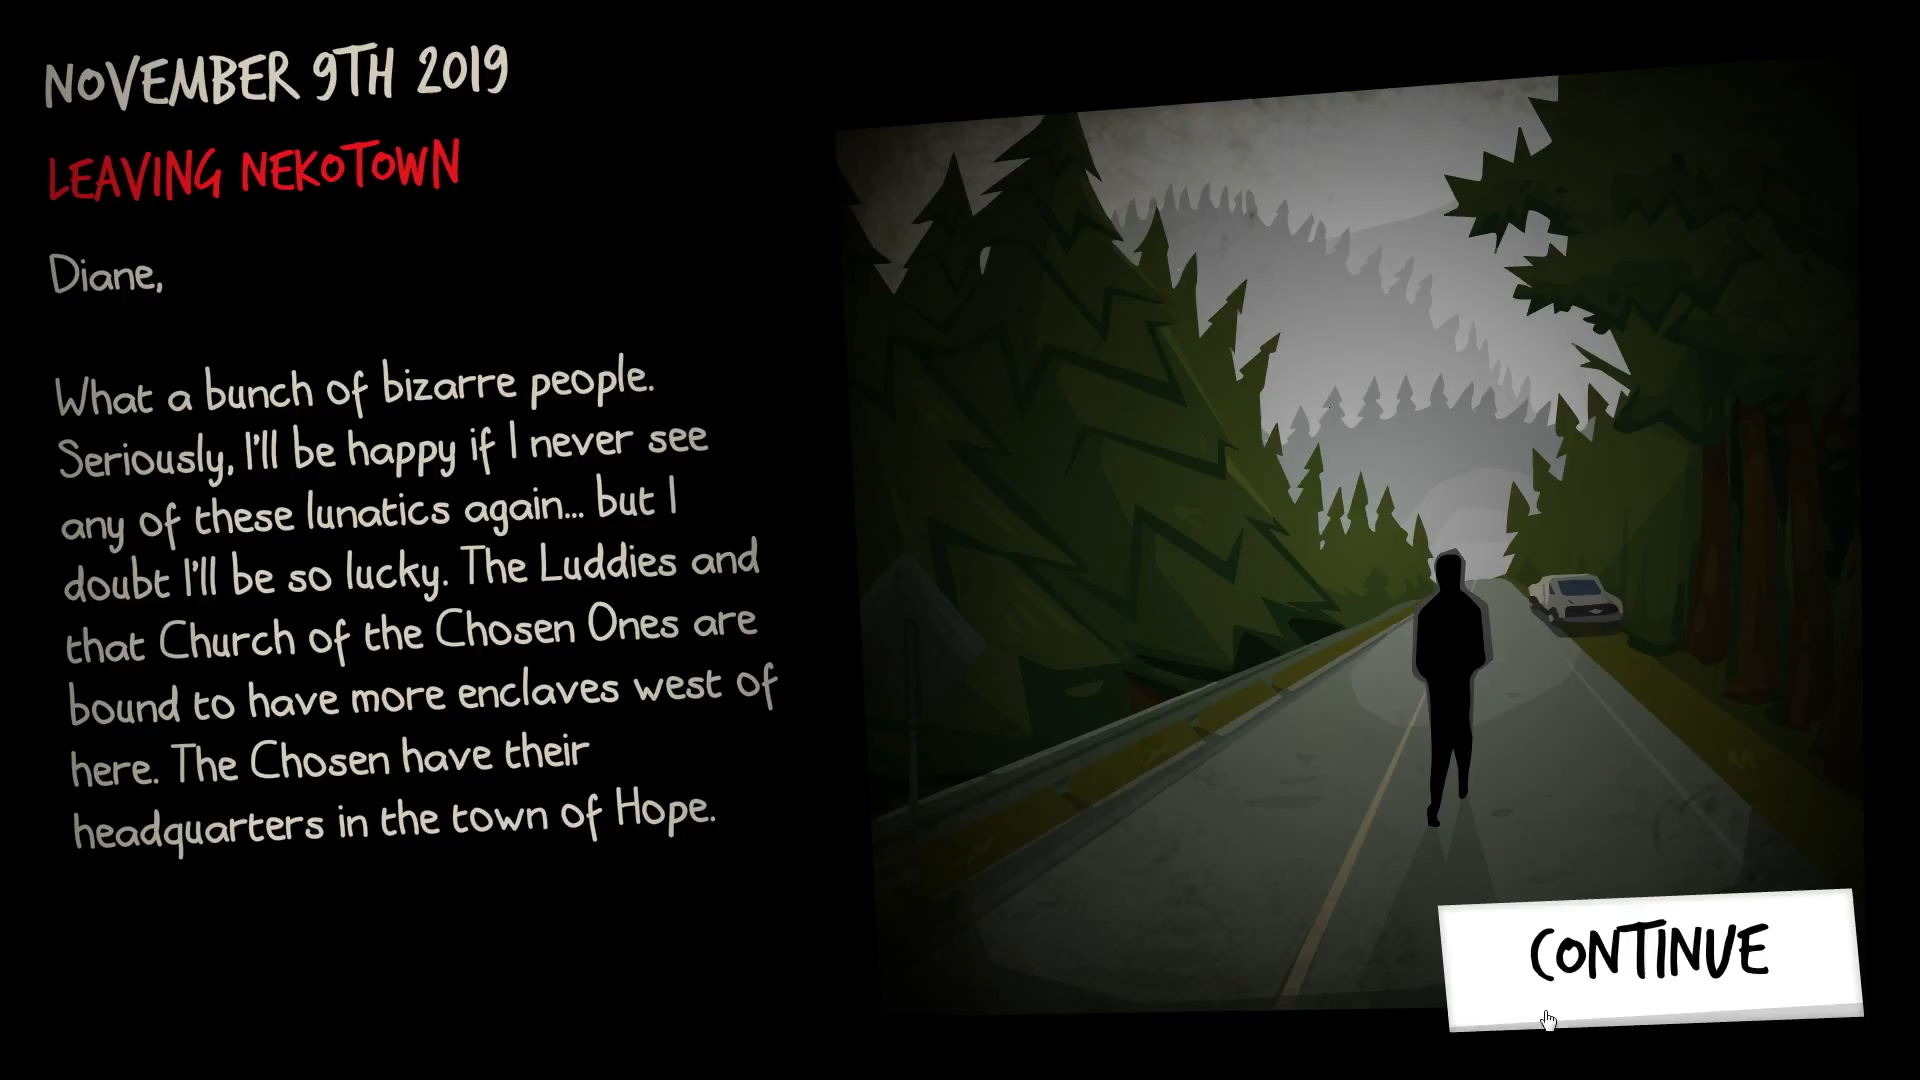 NOVEMBER 9TH 2019
LEAVING NEKOTOWN
Diane,
What a bunch of bizarre people.
Seriously, I'll be happy if I never see
any of these lunatics again... but I
doubt I'll be so lucky. The Luddies and
that Church of the Chosen Ones are
bound to have more enclaves west of
here. The Chosen have their
headquarters in the town of Hope.
CONTINUE